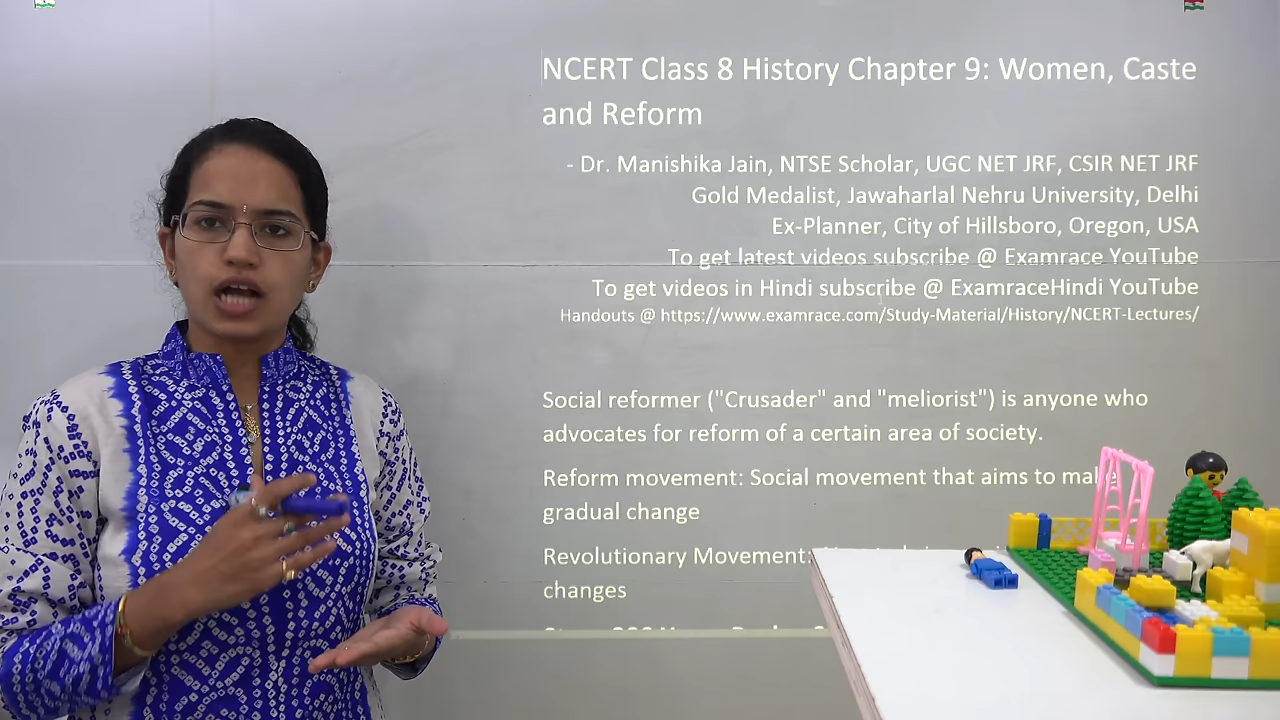 NCERT Class 8 History Chapter 9: Women, Caste
and Reform
- Dr. Manishika Jain, NTSE Scholar, UGC NET JRF, CSIR NET JRF
Gold Medalist, Jawaharlal Nehru University, Delhi
Ex-Planner, City of Hillsboro, Oregon, USA
To get latest videos subscribe @ Examrace YouTube
To get videos in Hindi subscribe @ ExamraceHindi YouTube
Handouts @ https://www.examrace.com/Study-Material/History/NCERT-Lectures/
Social reformer ("Crusader" and "meliorist") is anyone who
advocates for reform of a certain area of society.
Reform movement: Social movement that aims to make
gradual change
Revolutionary Movement:
changes